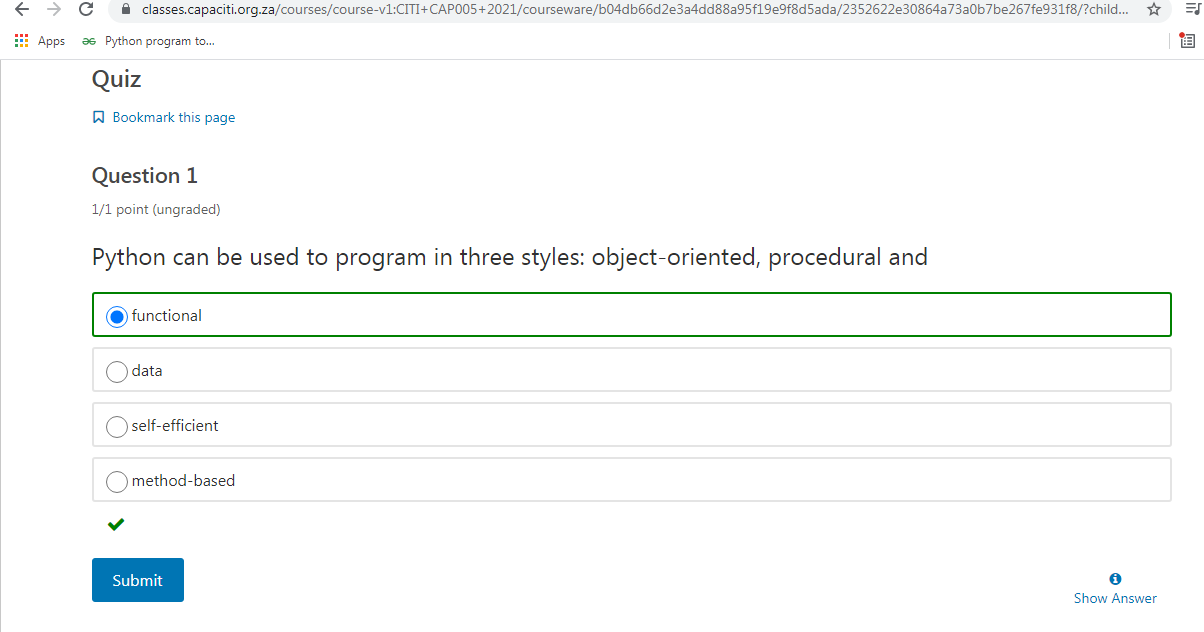 classes.capaciti.org.za/courses/course-v1:CITI+CAP005+2021/courseware/b04db66d2e3a4dd88a95f19e9f8d5ada/2352622e30864a73a0b7be267fe931f8/?child...
Apps Python program to...
Quiz
Bookmark this page
Question 1
1/1 point (ungraded)
Python can be used to program in three styles: object-oriented, procedural and
functional
data
self-efficient
method-based
Submit
Show Answer